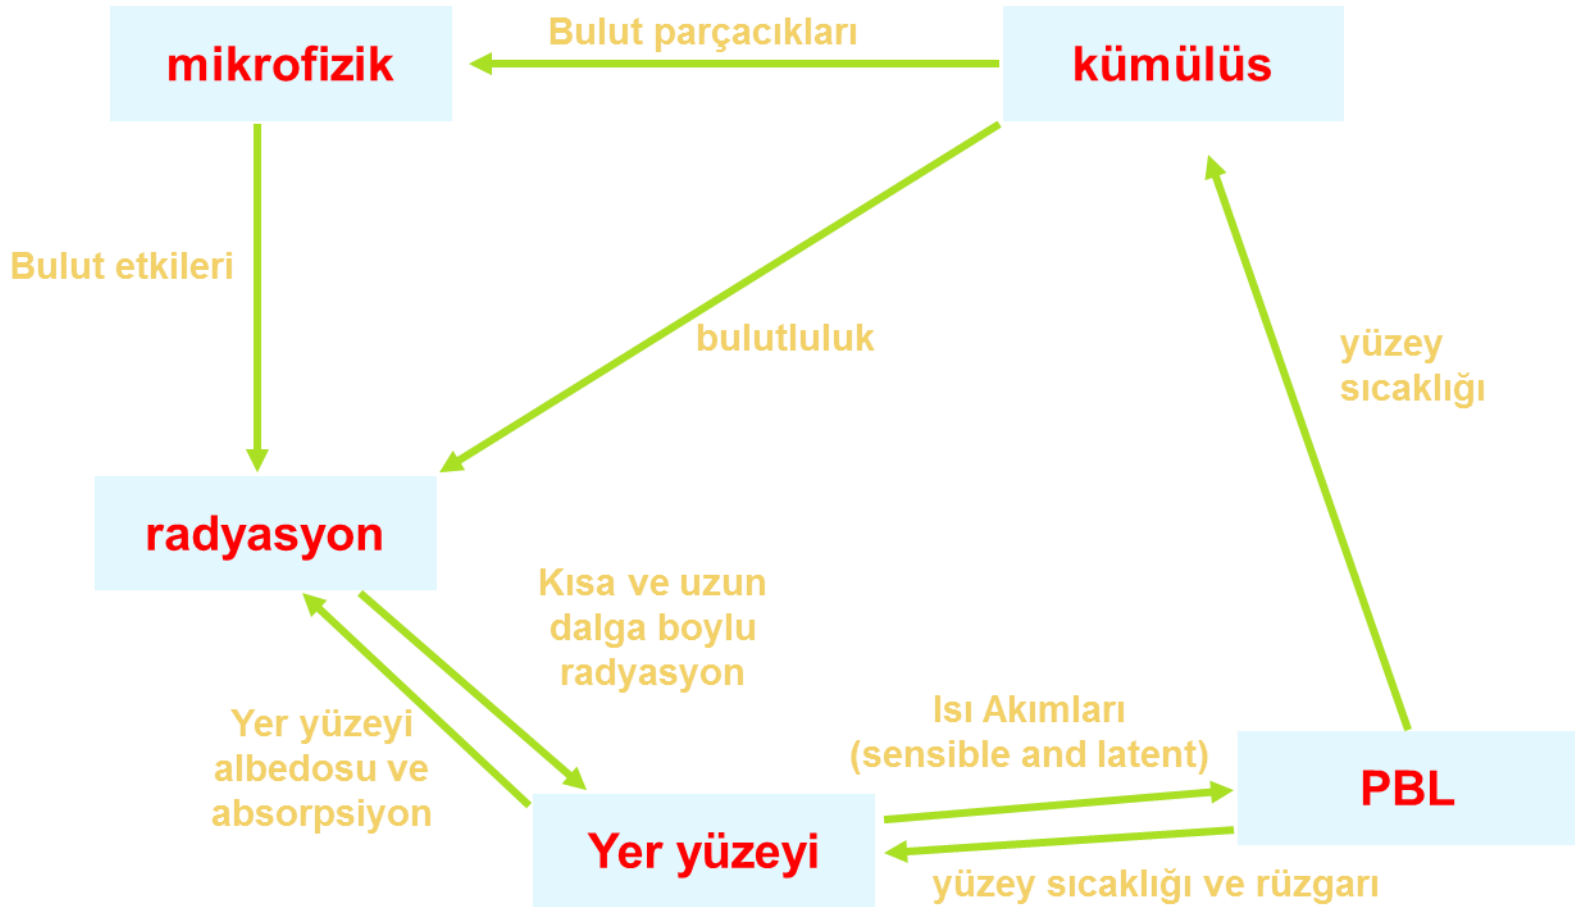 Bulut parçacıkları
mikrofizik
kümülüs
Bulut etkileri
bulutluluk
yüzey
sıcaklığı
radyasyon
Kısa ve uzun
dalga boylu
radyasyon
Yer yüzeyi
albedosu ve
absorpsiyon
Isı Akımları
(sensible and latent)
PBL
Yer yüzeyi
yüzey sıcaklığı ve rüzgarı